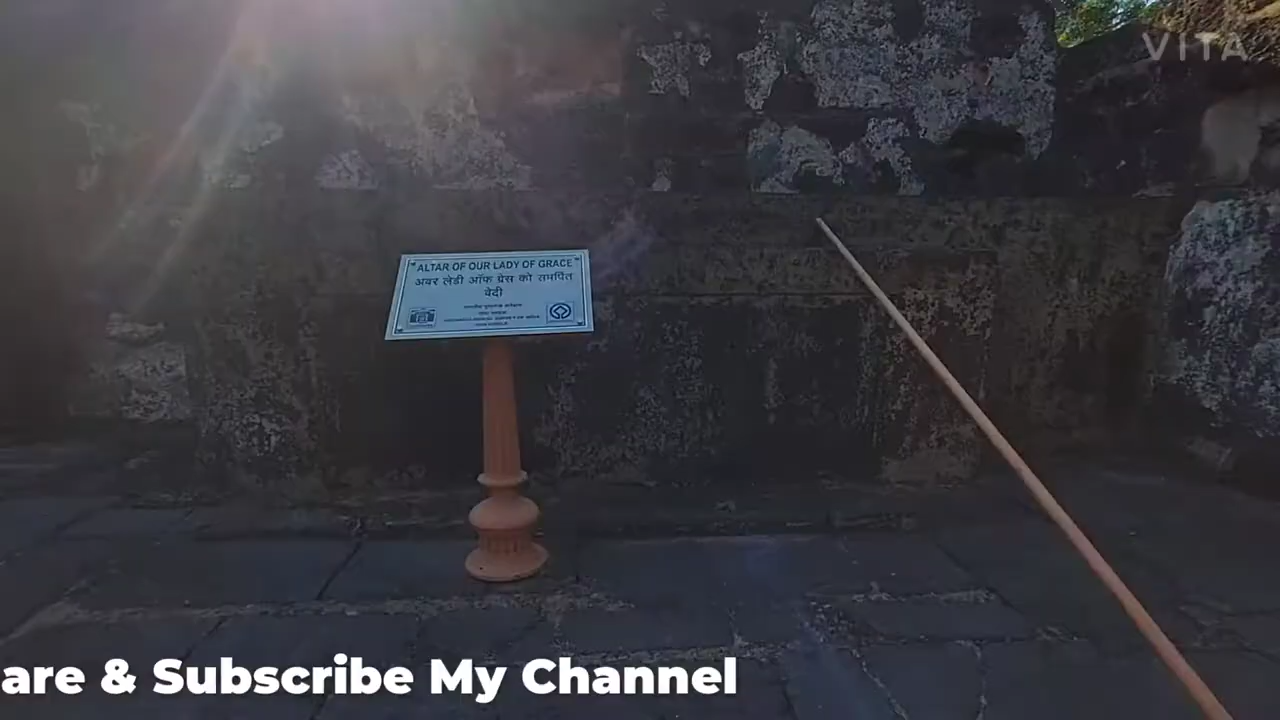 VITA
"ALTAR OF OUR LADY OF GRACE"
अवर लेडी ऑफ ग्रेस को समर्पित
वेदी
are & Subscribe My Channel